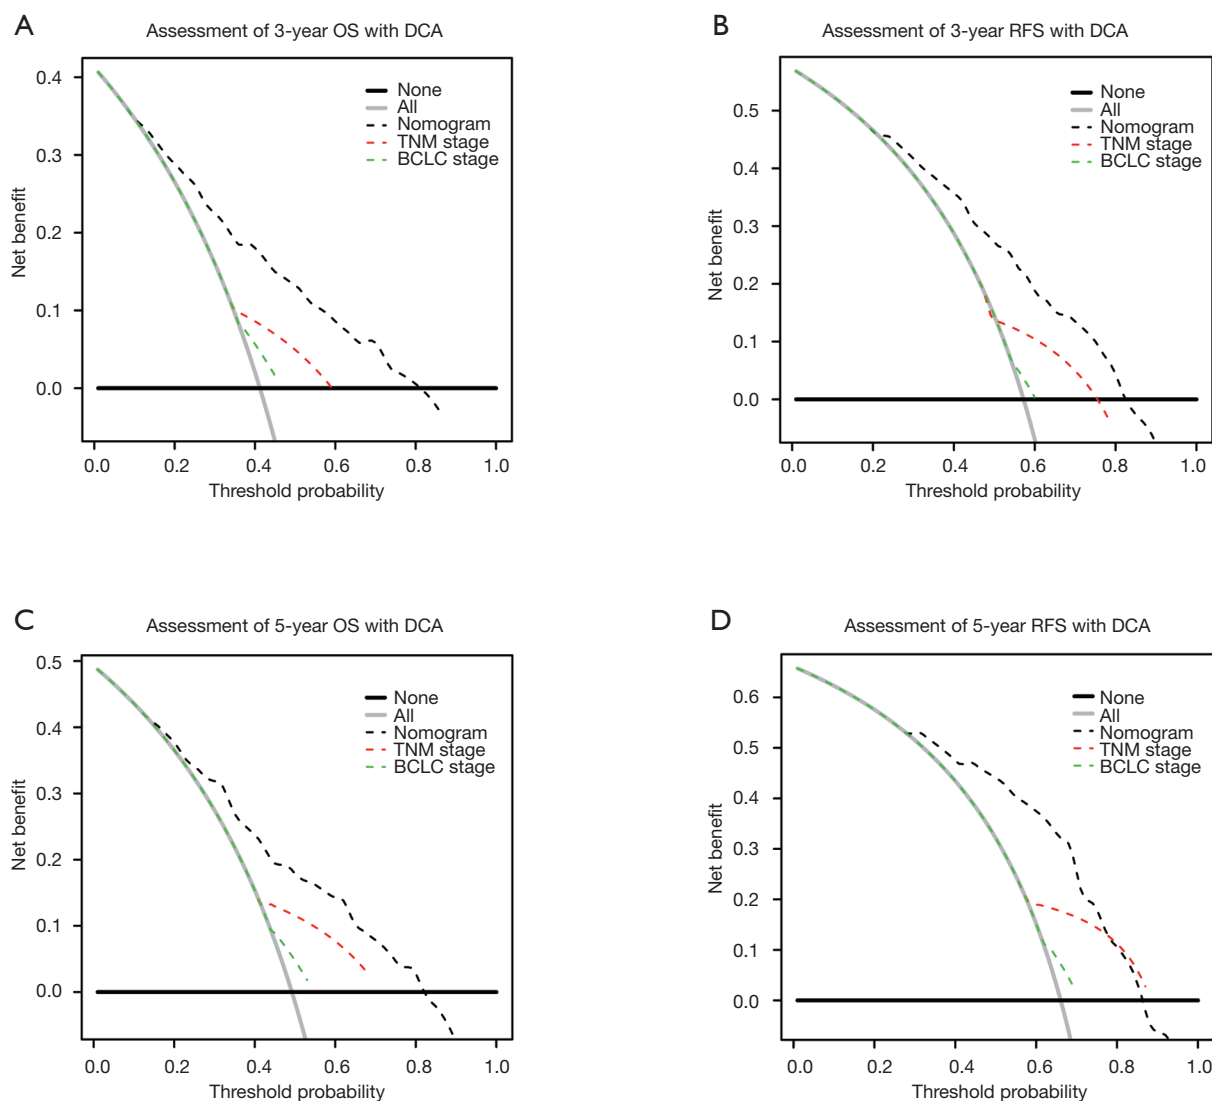 A
Assessment of 3-year OS with DCA
None
All
Nomogram
TNM stage
BCLC stage
Net benefit
0.4
0.3
0.2
0.1
0.0
0.0 0.2 0.4 0.6 0.8 1.0
Threshold probability
B
Assessment of 3-year RFS with DCA
None
All
Nomogram
TNM stage
BCLC stage
Net benefit
0.5
0.4
0.3
0.2
0.1
0.0
0.0 0.2 0.4 0.6 0.8 1.0
Threshold probability
C
Assessment of 5-year OS with DCA
None
All
Nomogram
TNM stage
BCLC stage
Net benefit
0.5
0.4
0.3
0.2
0.1
0.0
0.0 0.2 0.4 0.6 0.8 1.0
Threshold probability
D
Assessment of 5-year RFS with DCA
None
All
Nomogram
TNM stage
BCLC stage
Net benefit
0.6
0.5
0.4
0.3
0.2
0.1
0.0
0.0 0.2 0.4 0.6 0.8 1.0
Threshold probability